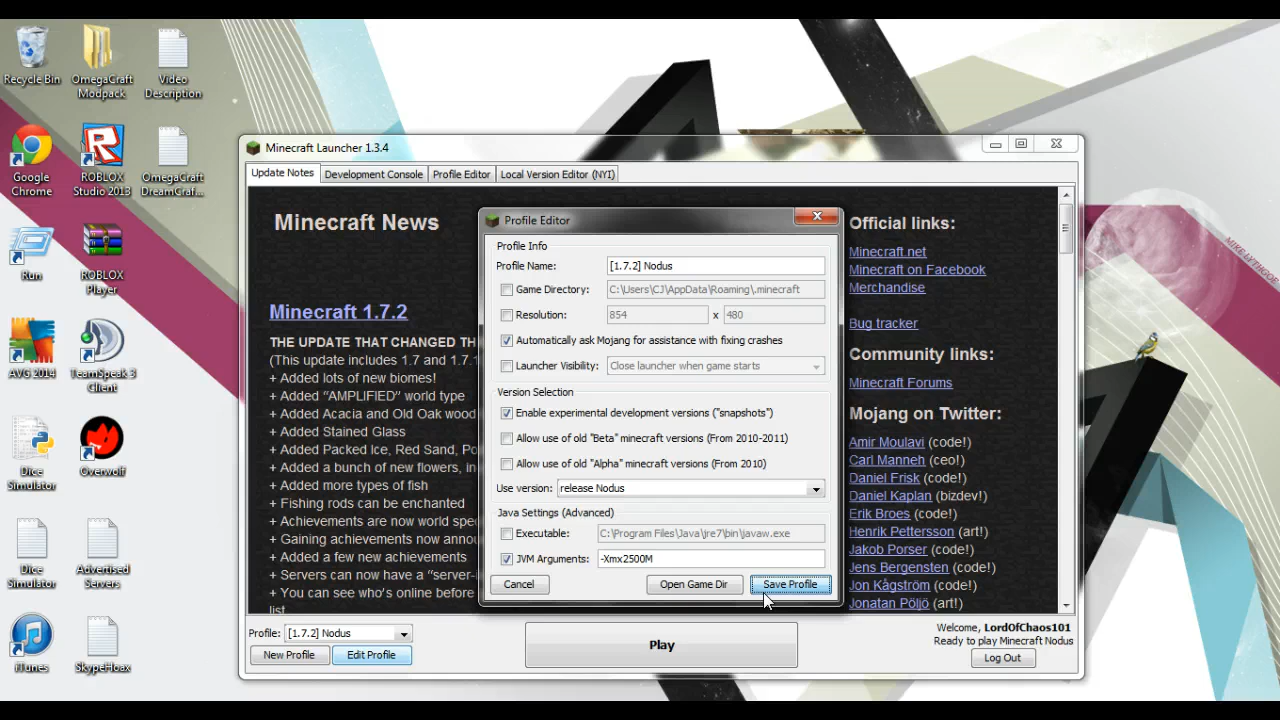 Recycle Bin
OmegaCraft
Modpack
Video
Description
Google
Chrome
ROBLOX
Studio 2013
OmegaCraft
DreamCraf...
Run
ROBLOX
Player
AVG 2014
TeamSpeak 3
Client
Dice
Simulator
Overwolf
Dice
Simulator
Advertised
Servers
iTunes
SkypeHoax
Minecraft Launcher 1.3.4
Update Notes
Development Console
Profile Editor
Local Version Editor (NYI)
Minecraft News
Minecraft 1.7.2
THE UPDATE THAT CHANGED TH
(This update includes 1.7 and 1.7.1
+ Added lots of new biomes!
+ Added “AMPLIFIED” world type
+ Added Acacia and Old Oak wood
+ Added Stained Glass
+ Added Packed Ice, Red Sand, Po
+ Added a bunch of new flowers, in
+ Added more types of fish
+ Fishing rods can be enchanted
+ Achievements are now world spec
+ Gaining achievements now annou
+ Added a few new achievements
+ Servers can now have a “server-i
+ You can see who's online before
list
Profile Editor
Profile Info
Profile Name: [1.7.2] Nodus
Game Directory: C:\Users\CJ\AppData\Roaming\.minecraft
Resolution: 854 x 480
Automatically ask Mojang for assistance with fixing crashes
Launcher Visibility: Close launcher when game starts
Version Selection
Enable experimental development versions ("snapshots")
Allow use of old "Beta" minecraft versions (From 2010-2011)
Allow use of old "Alpha" minecraft versions (From 2010)
Use version: release Nodus
Java Settings (Advanced)
Executable: C:\Program Files\Java\jre7\bin\javaw.exe
JVM Arguments: -Xmx2500M
Cancel
Open Game Dir
Save Profile
Official links:
Minecraft.net
Minecraft on Facebook
Merchandise
Bug tracker
Community links:
Minecraft Forums
Mojang on Twitter:
Amir Moulavi (code!)
Carl Manneh (ceo!)
Daniel Frisk (code!)
Daniel Kaplan (bizdev!)
Erik Broes (code!)
Henrik Pettersson (art!)
Jakob Porser (code!)
Jens Bergensten (code!)
Jon Kågström (code!)
Jonatan Pöljö (art!)
Profile: [1.7.2] Nodus
New Profile
Edit Profile
Play
Welcome, LordOfChaos101
Ready to play Minecraft Nodus
Log Out